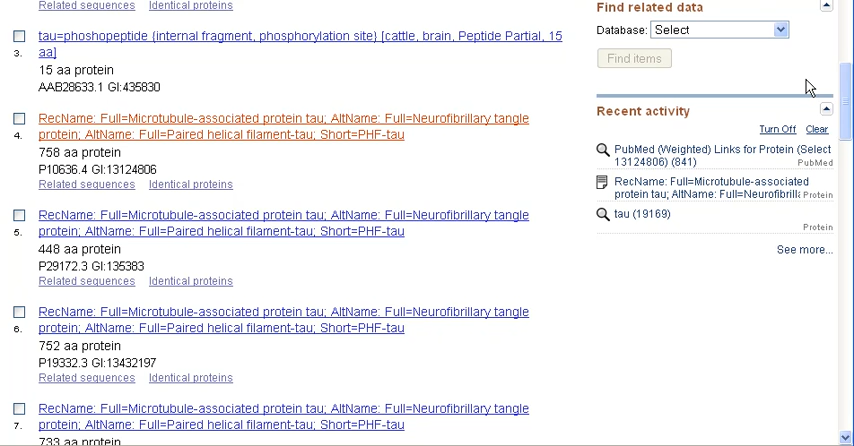 Related sequences Identical proteins
tau=phoshopeptide {internal fragment, phosphorylation site} [cattle, brain, Peptide Partial, 15
aa]
3.
15 aa protein
AAB28633.1 GI:435830
RecName: Full=Microtubule-associated protein tau; AltName: Full=Neurofibrillary tangle
4.
protein; AltName: Full=Paired helical filament-tau; Short=PHF-tau
758 aa protein
P10636.4 GI:13124806
Related sequences Identical proteins
RecName: Full=Microtubule-associated protein tau; AltName: Full=Neurofibrillary tangle
5.
protein; AltName: Full=Paired helical filament-tau; Short=PHF-tau
448 aa protein
P29172.3 GI:135383
Related sequences Identical proteins
RecName: Full=Microtubule-associated protein tau; AltName: Full=Neurofibrillary tangle
6.
protein; AltName: Full=Paired helical filament-tau; Short=PHF-tau
752 aa protein
P19332.3 GI:13432197
Related sequences Identical proteins
RecName: Full=Microtubule-associated protein tau; AltName: Full=Neurofibrillary tangle
7.
protein; AltName: Full=Paired helical filament-tau; Short=PHF-tau
733 aa protein
Find related data
Database: Select
Find items
Recent activity
Turn Off Clear
PubMed (Weighted) Links for Protein (Select
13124806) (841) PubMed
RecName: Full=Microtubule-associated
protein tau; AltName: Full=Neurofibrill Protein
tau (19169)
Protein
See more...